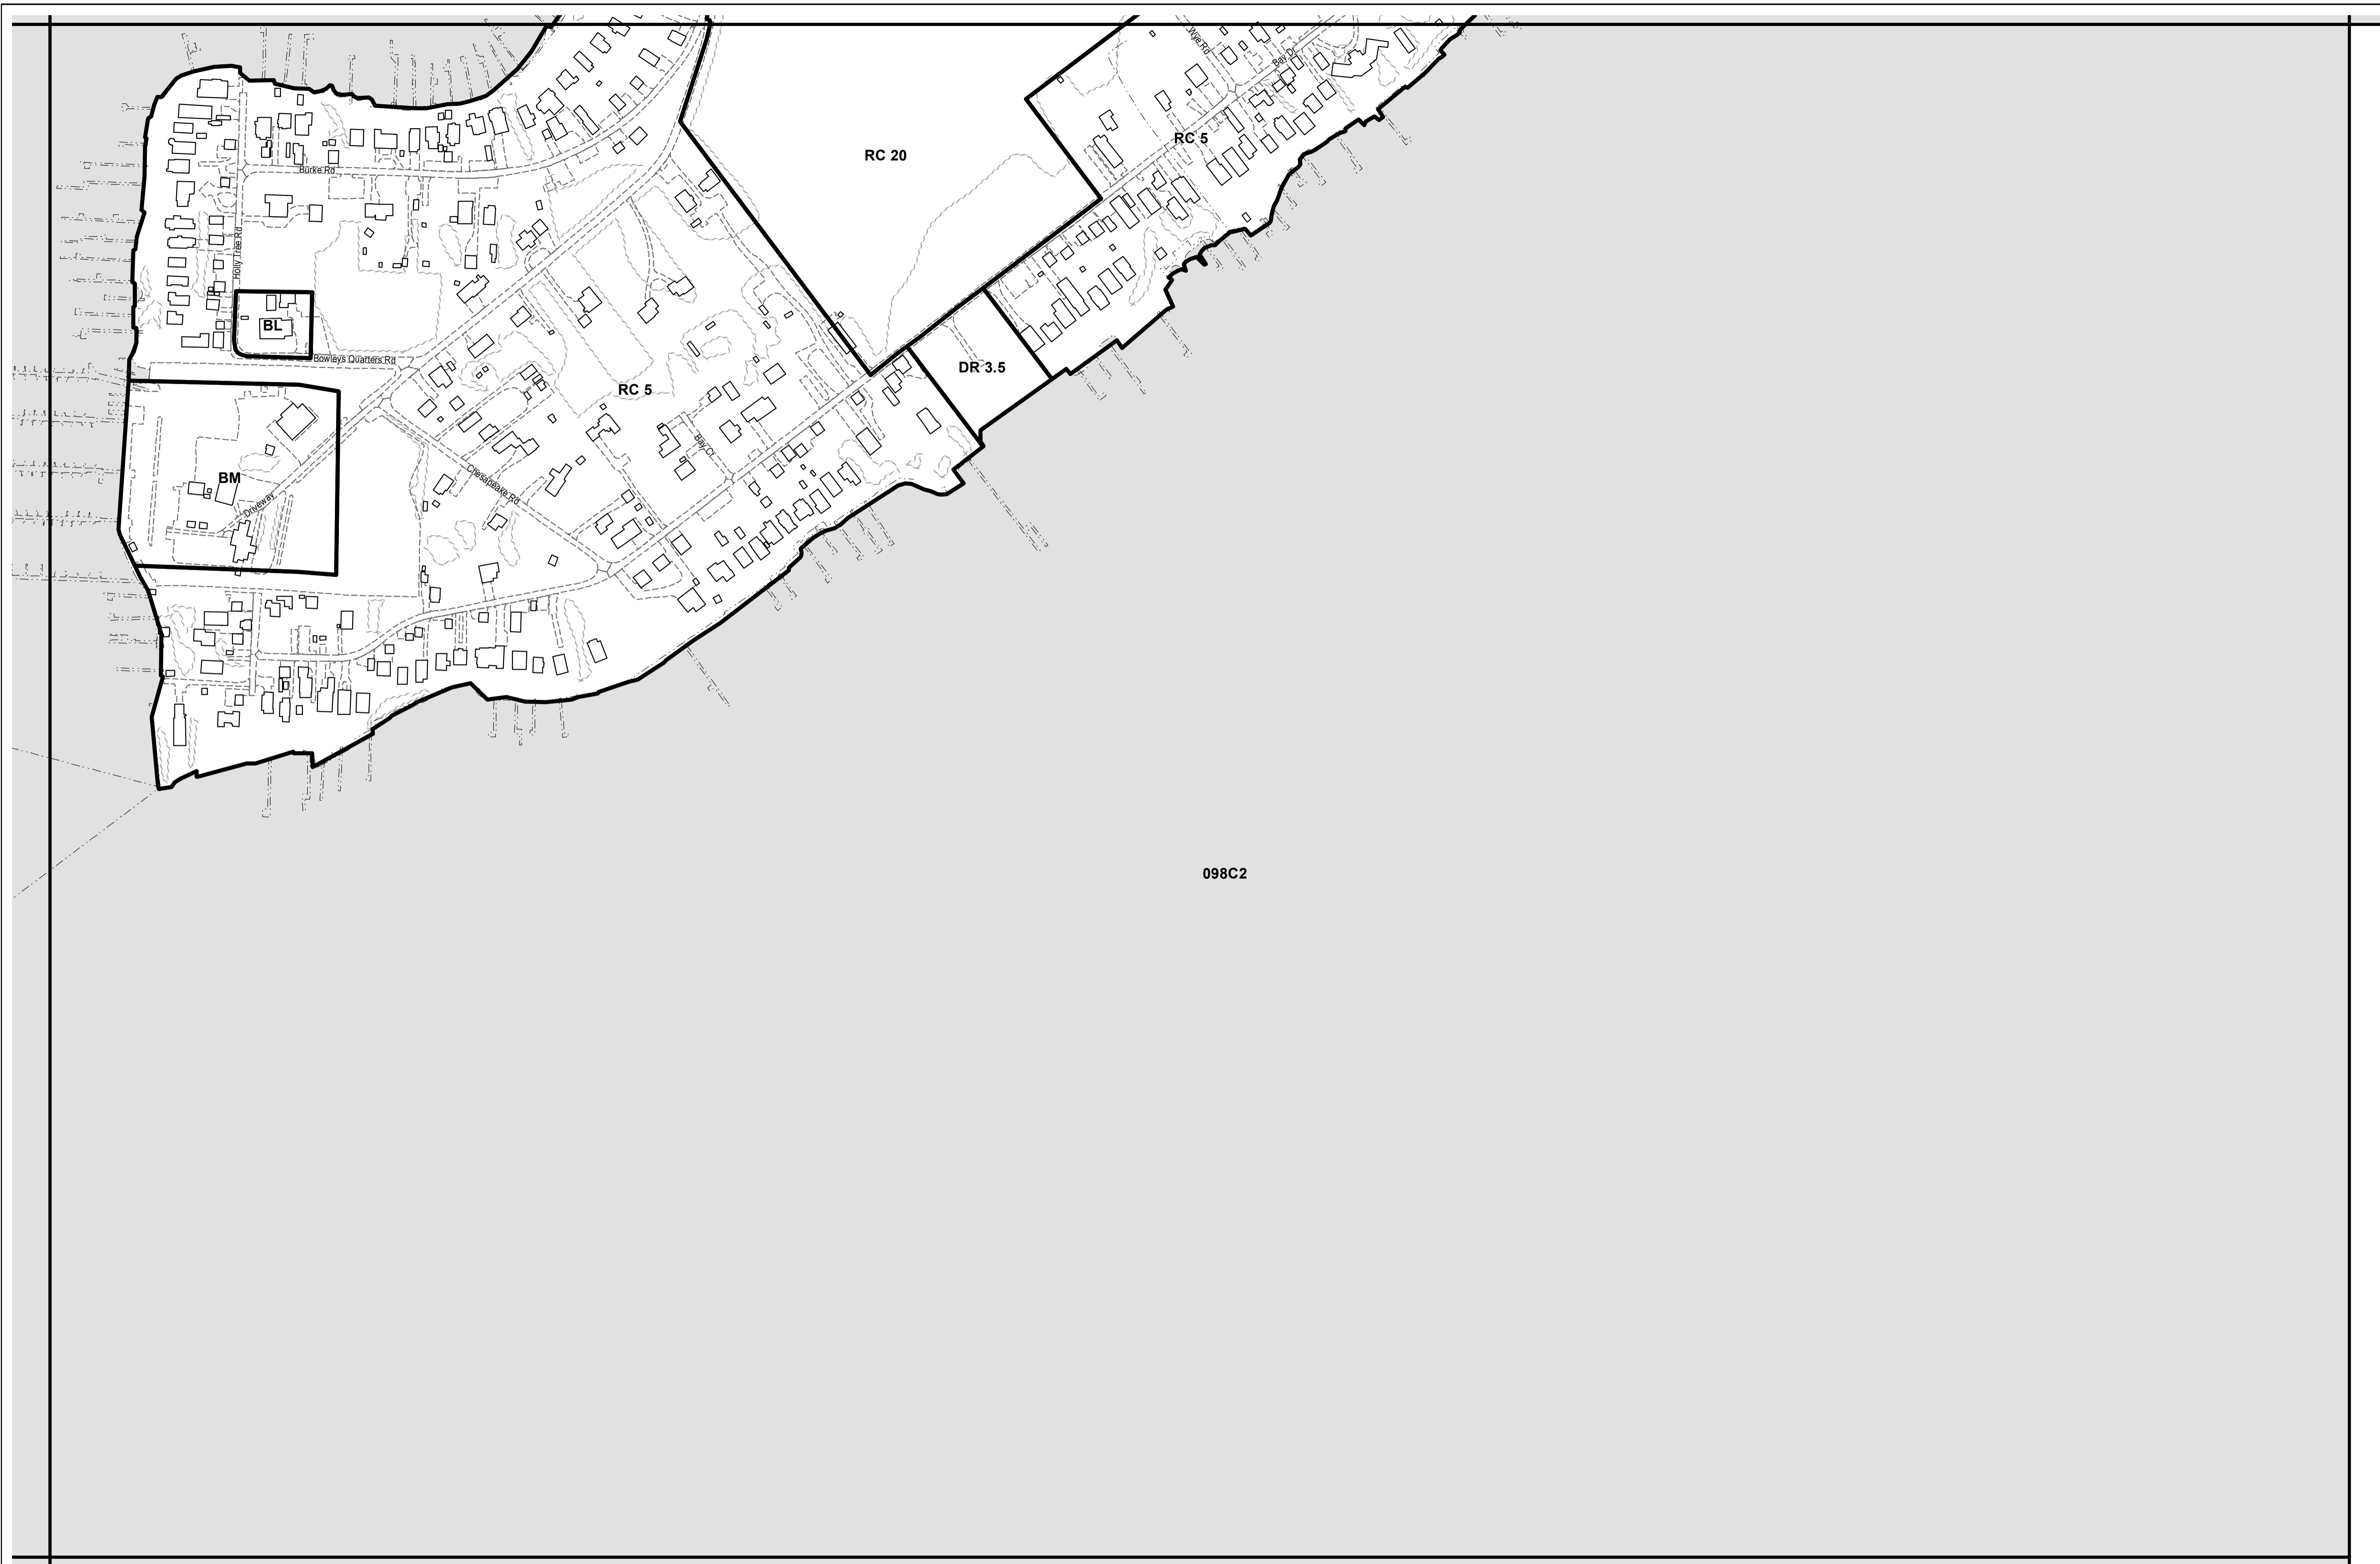 Wye Rd
Bay Dr
RC 20
RC 5
Burke Rd
Holly Tree Rd
BL
Bowleys Quarters Rd
DR 3.5
RC 5
Bay Ct
BM
Chesapeake Rd
Driveway
098C2